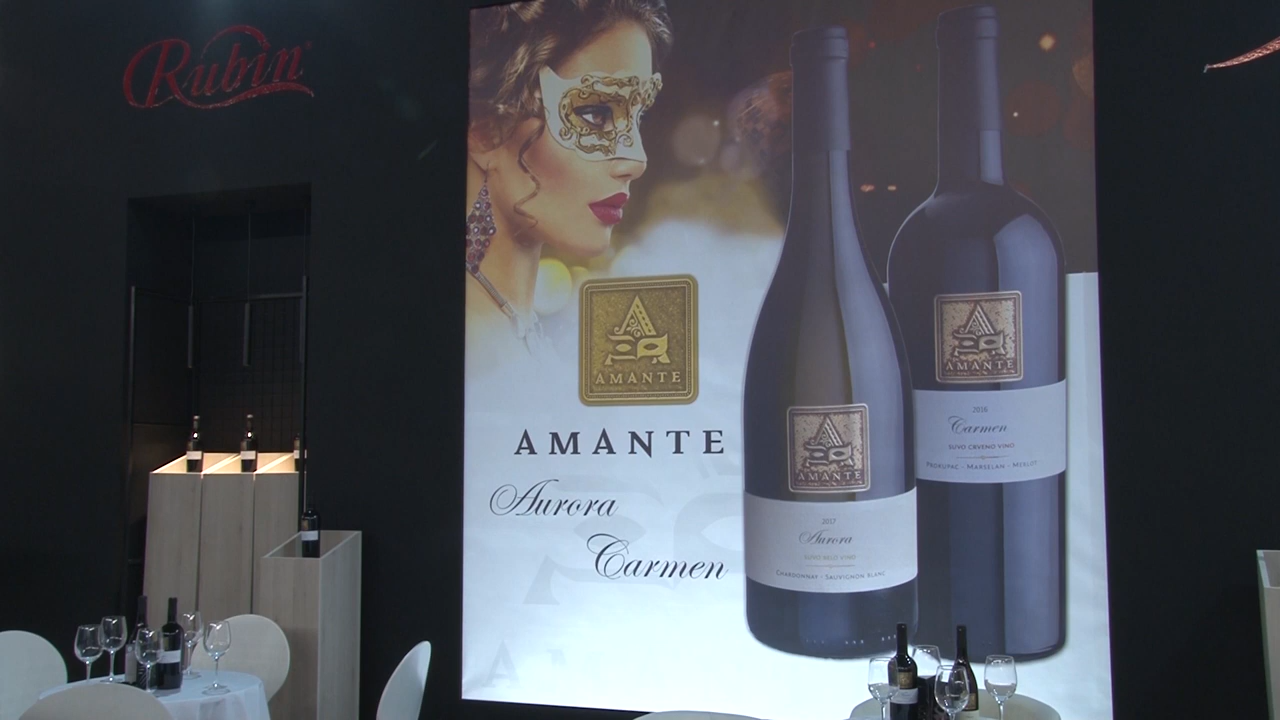 Rubin
AMANTE
AMANTE
Aurora
Carmen
AMANTE
2017
Aurora
SUVO BELO VINO
CHARDONNAY - SAUVIGNON BLANC
AMANTE
2016
Carmen
SUVO CRVENO VINO
PROKUPAC - MARSELAN - MERLOT